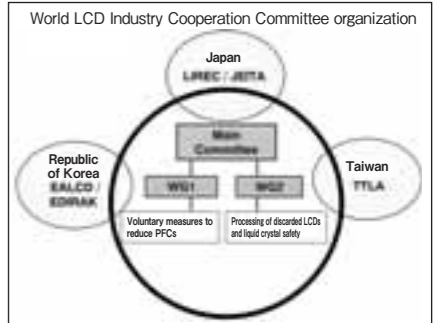 World LCD Industry Cooperation Committee organization
Japan
LIREC / JEITA
Main
Committee
Republic
of Korea
EALCD /
EDIRAK
Taiwan
TTLA
WG1
WG2
Voluntary measures to
reduce PFCs
Processing of discarded LCDs
and liquid crystal safety